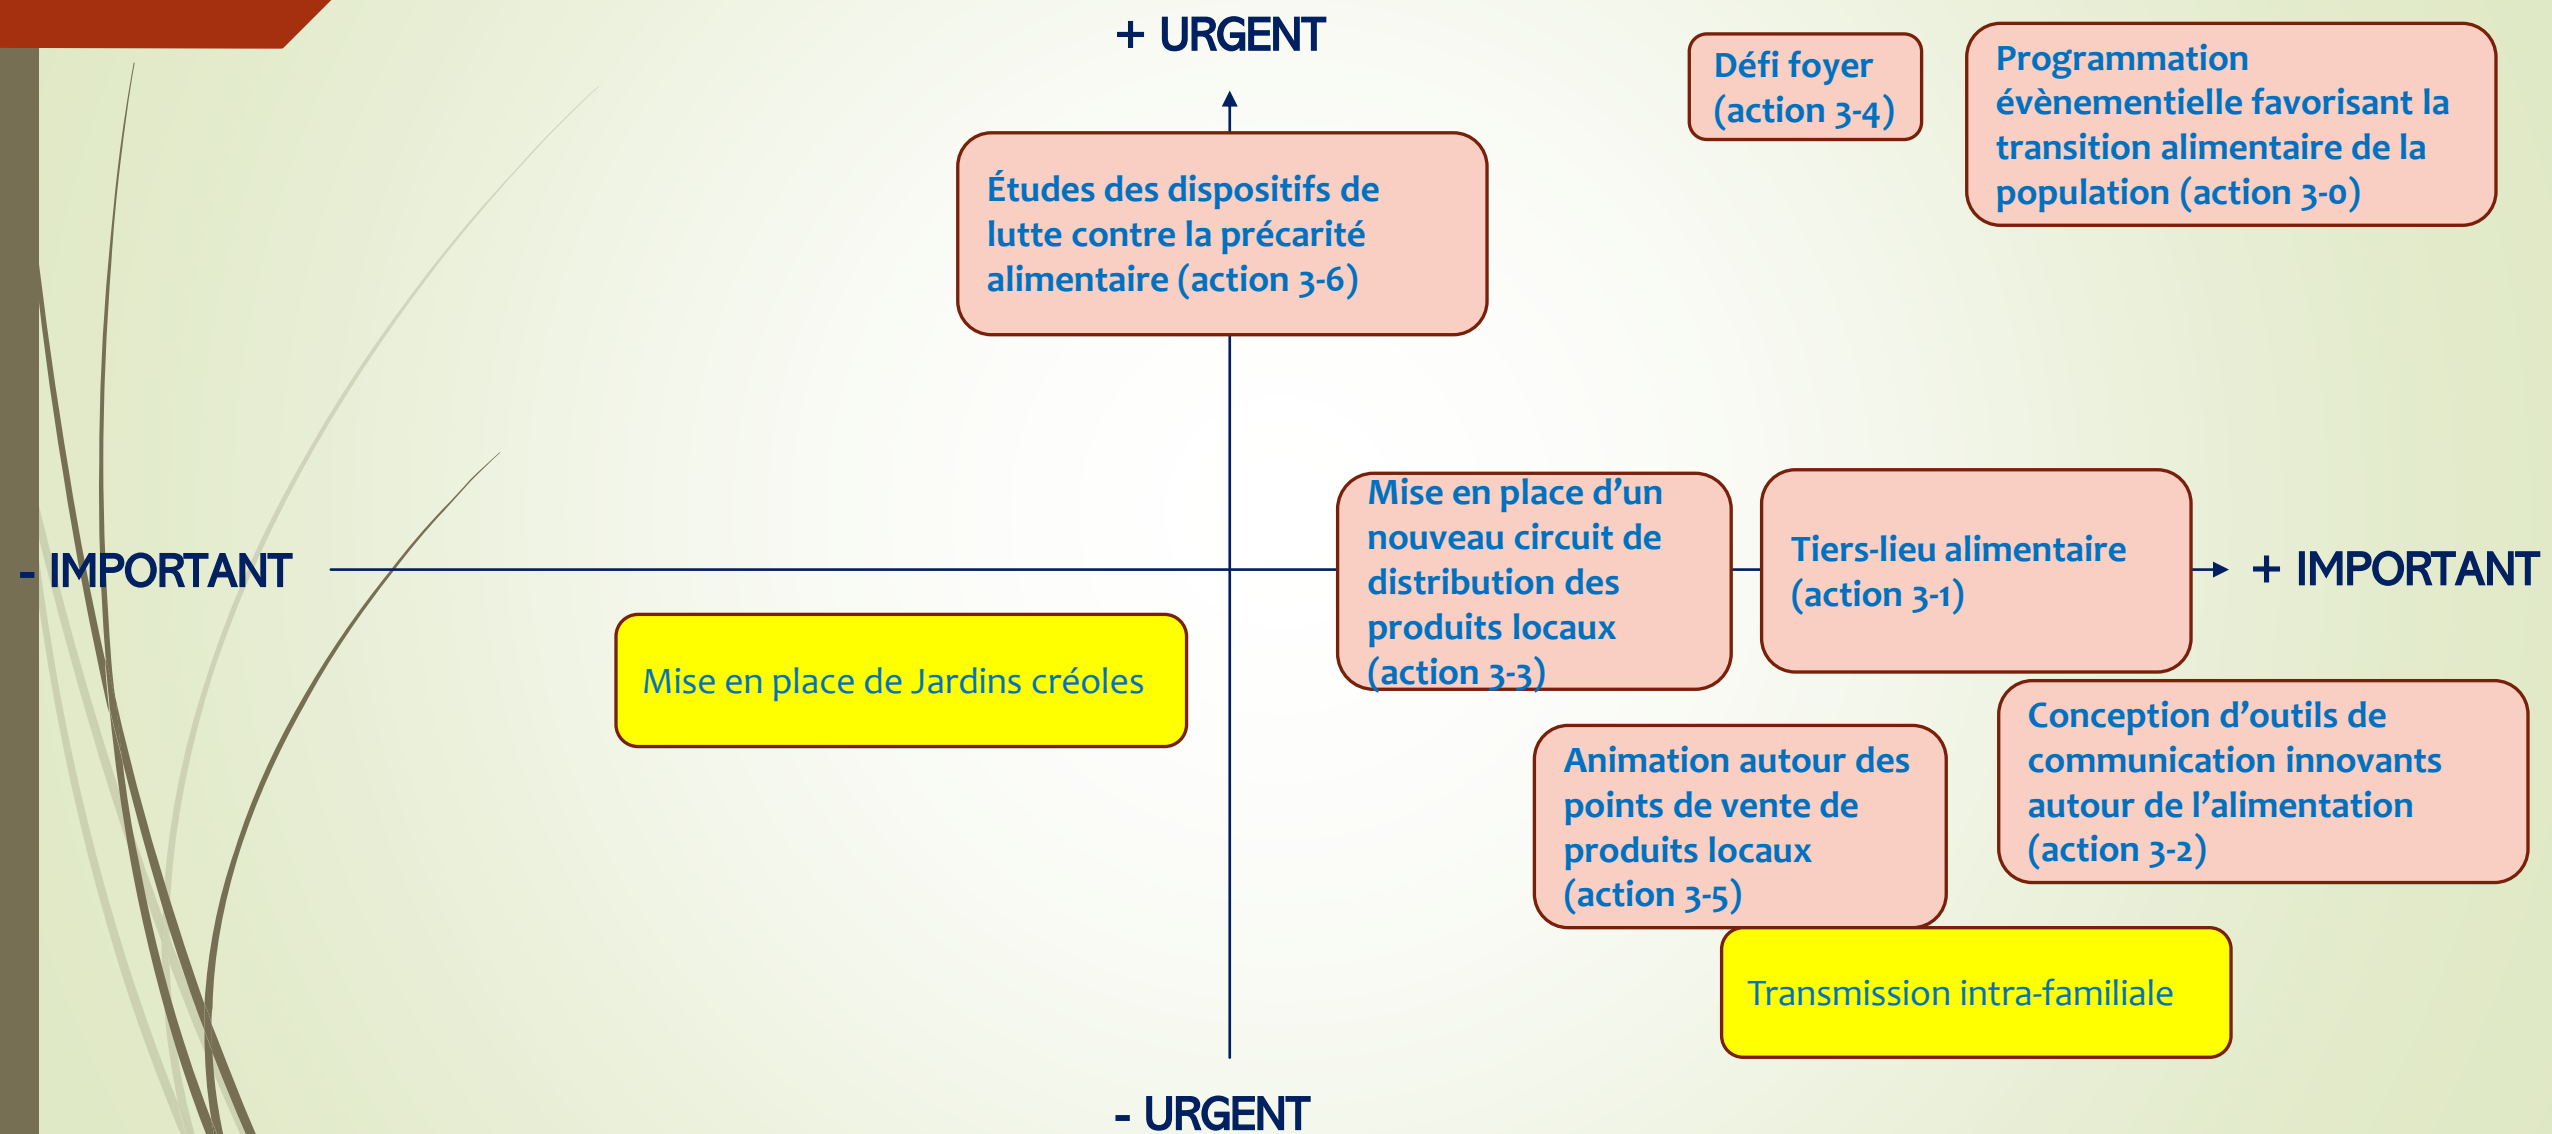 + URGENT
Défi foyer
(action 3-4)
Programmation
évènementielle favorisant la
transition alimentaire de la
population (action 3-0)
Études des dispositifs de
lutte contre la précarité
alimentaire (action 3-6)
Mise en place d’un
nouveau circuit de
distribution des
produits locaux
(action 3-3)
Tiers-lieu alimentaire
(action 3-1)
- IMPORTANT
+ IMPORTANT
Mise en place de Jardins créoles
Conception d’outils de
communication innovants
autour de l’alimentation
(action 3-2)
Animation autour des
points de vente de
produits locaux
(action 3-5)
Transmission intra-familiale
- URGENT